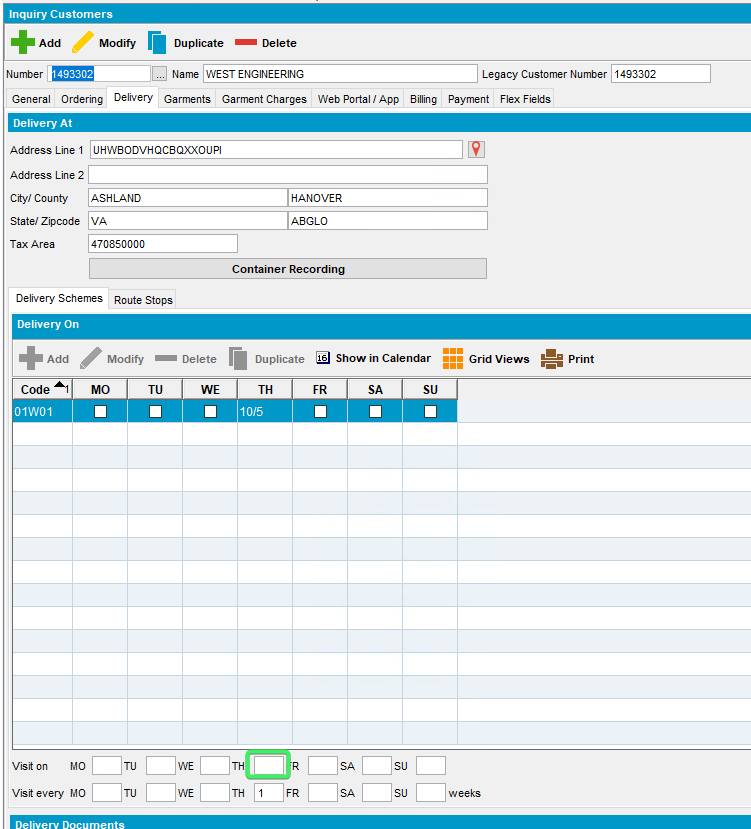 Inquiry Customers
Add Modify Duplicate Delete
Number 1493302 ... Name WEST ENGINEERING Legacy Customer Number 1493302
General Ordering Delivery Garments Garment Charges Web Portal / App Billing Payment Flex Fields
Delivery At
Address Line 1 UHWBODVHQCBQXXOUPI
Address Line 2
City/ County ASHLAND HANOVER
State/ Zipcode VA ABGLO
Tax Area 470850000
Container Recording
Delivery Schemes Route Stops
Delivery On
Add Modify Delete Duplicate 16 Show in Calendar Grid Views Print
Code 1 MO TU WE TH FR SA SU
01W01 10/5
Visit on MO TU WE TH FR SA SU
Visit every MO TU WE TH 1 FR SA SU weeks
Delivery Documents